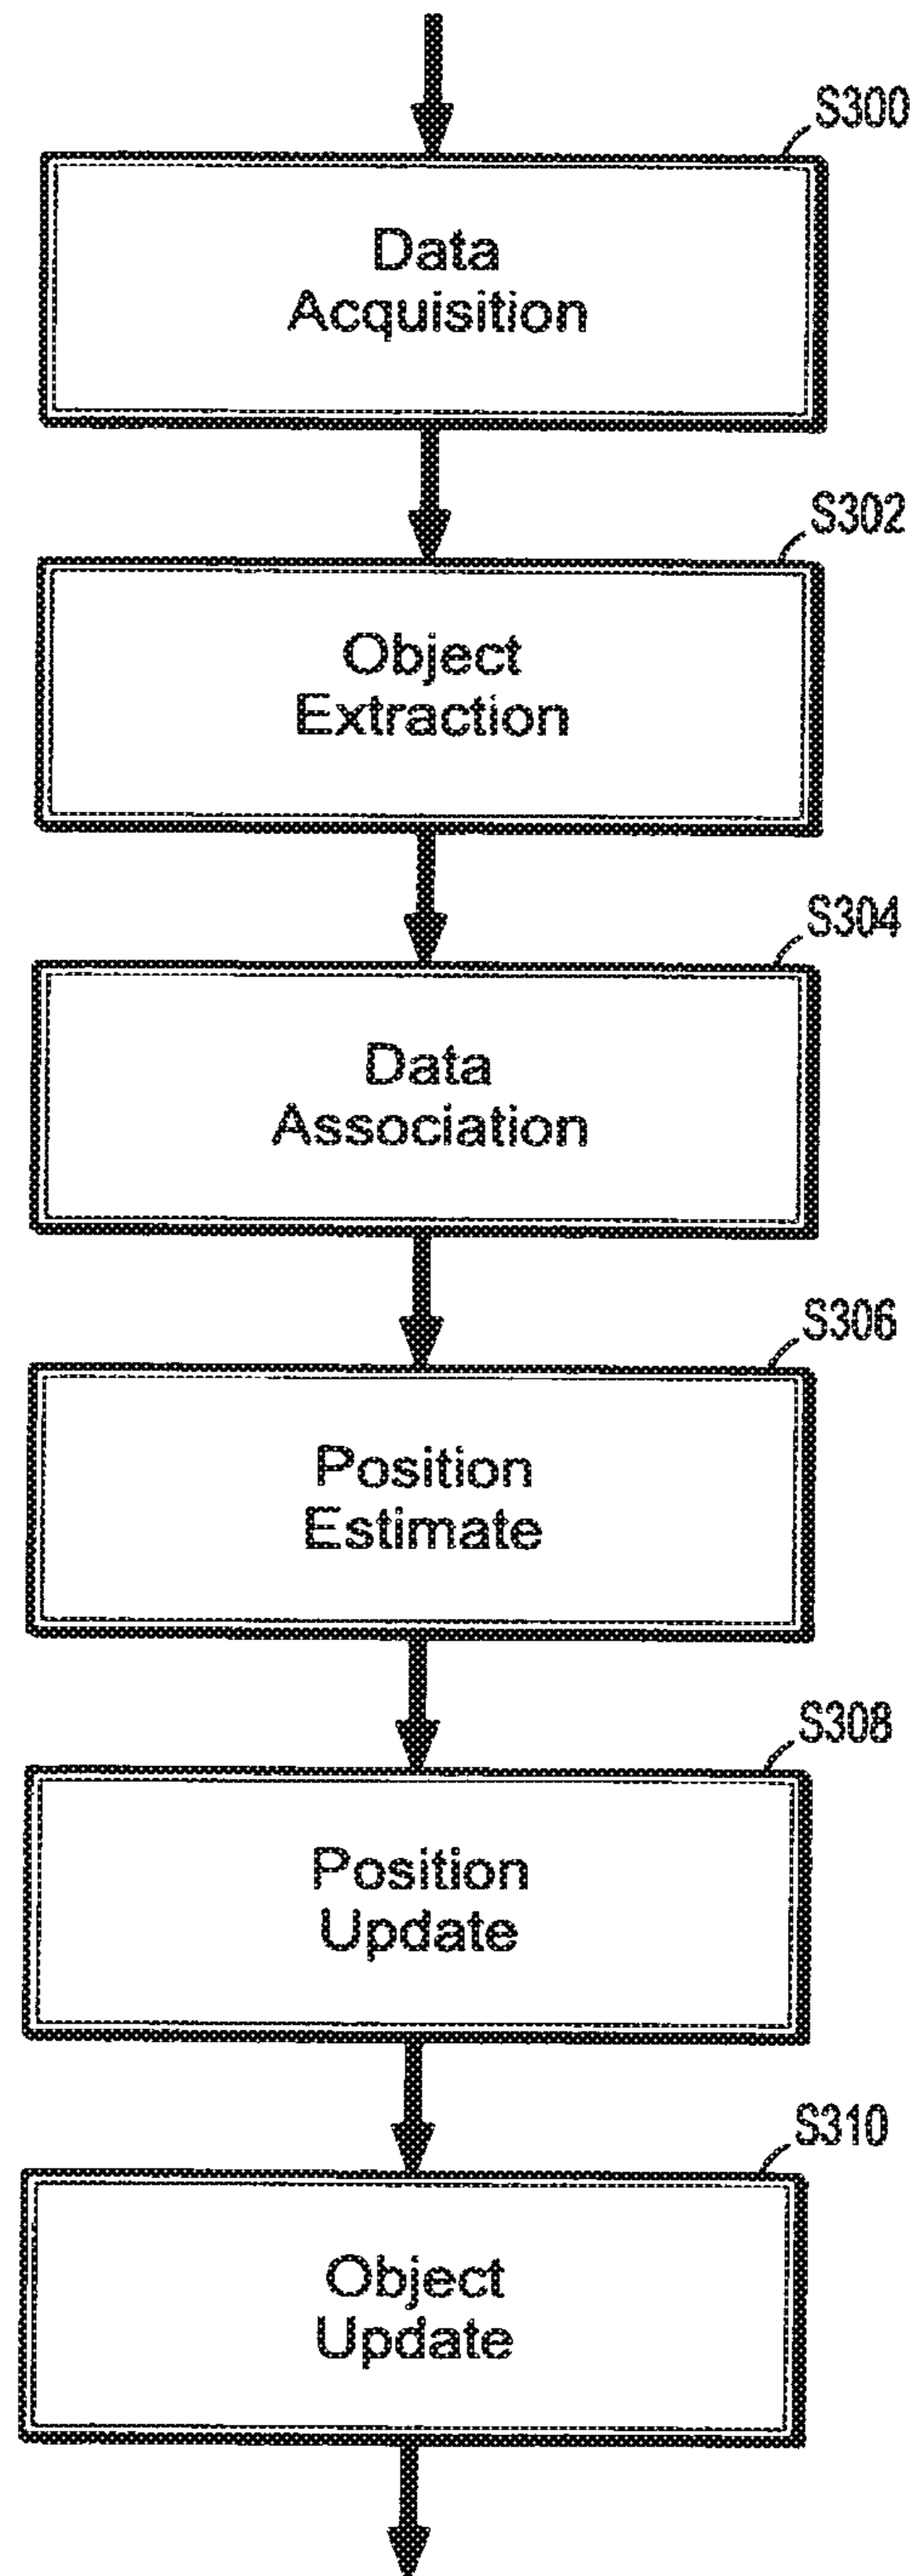 S300
Data
Acquisition
S302
Object
Extraction
S304
Data
Association
S306
Position
Estimate
S308
Position
Update
S310
Object
Update